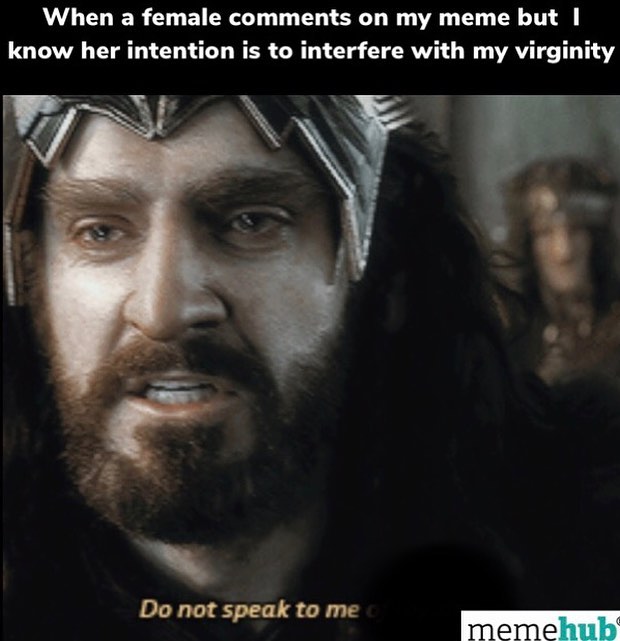 When a female comments on my meme but I
know her intention is to interfere with my virginity
Do not speak to me
memehub